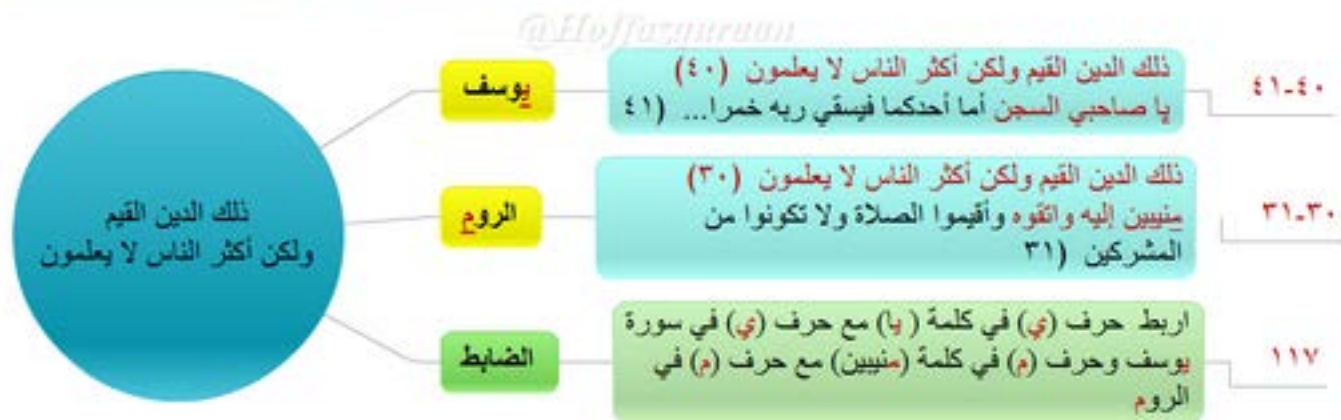 @Hoffazquraan
ذلك الدين القيم
ولكن أكثر الناس لا يعلمون
يوسف
ذلك الدين القيم ولكن أكثر الناس لا يعلمون (٤٠)
يا صاحبي السجن أما أحدكما فيسقي ربه خمرا... (٤١
٤٠-٤١
الروم
ذلك الدين القيم ولكن أكثر الناس لا يعلمون (٣٠)
منيبين إليه واتقوه وأقيموا الصلاة ولا تكونوا من
المشركين (٣١
٣٠-٣١
الضابط
اربط حرف (ي) في كلمة (يا) مع حرف (ي) في سورة
يوسف وحرف (م) في كلمة (منيبين) مع حرف (م) في
الروم
١١٧